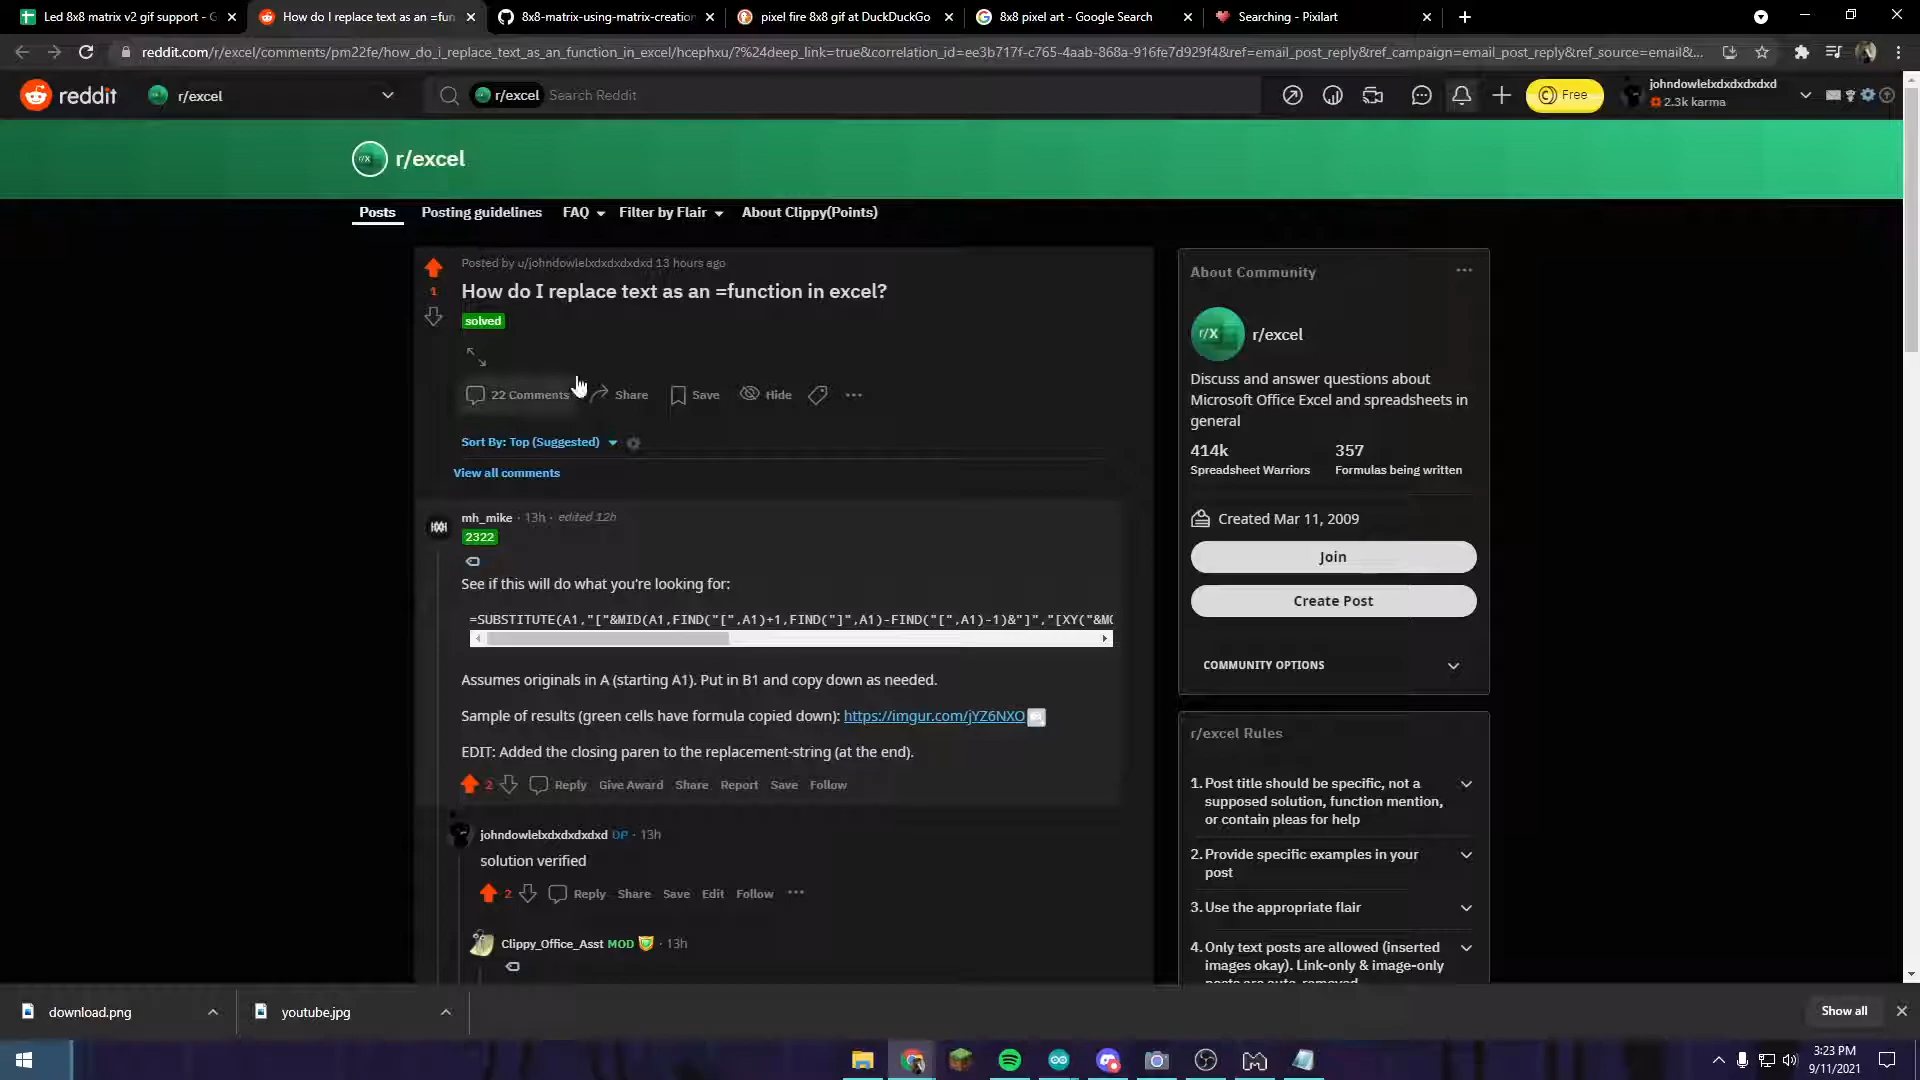 Led 8x8 matrix v2 gif support - G
How do I replace text as an =fun
8x8-matrix-using-matrix-creation
pixel fire 8x8 gif at DuckDuckGo
8x8 pixel art - Google Search
Searching - Pixilart
reddit.com/r/excel/comments/pm22fe/how_do_i_replace_text_as_an_function_in_excel/hcephxu/?%24deep_link=true&correlation_id=ee3b717f-c765-4aab-868a-916fe7d929f4&ref=email_post_reply&ref_campaign=email_post_reply&ref_source=email&...
reddit
r/excel
r/excel Search Reddit
Free
johndowlelxdxdxdxdxd
2.3k karma
r/X r/excel
Posts Posting guidelines FAQ Filter by Flair About Clippy(Points)
Posted by u/johndowlelxdxdxdxdxd 13 hours ago
1
How do I replace text as an =function in excel?
solved
22 Comments Share Save Hide
Sort By: Top (Suggested)
View all comments
mh_mike · 13h · edited 12h
2322
See if this will do what you're looking for:
=SUBSTITUTE(A1,"["&MID(A1,FIND("[",A1)+1,FIND("]",A1)-FIND("[",A1)-1)&"]","[XY("&MO
Assumes originals in A (starting A1). Put in B1 and copy down as needed.
Sample of results (green cells have formula copied down): https://imgur.com/jYZ6NXO
EDIT: Added the closing paren to the replacement-string (at the end).
2 Reply Give Award Share Report Save Follow
johndowlelxdxdxdxdxd OP · 13h
solution verified
2 Reply Share Save Edit Follow
Clippy_Office_Asst MOD · 13h
About Community
r/X r/excel
Discuss and answer questions about
Microsoft Office Excel and spreadsheets in
general
414k 357
Spreadsheet Warriors Formulas being written
Created Mar 11, 2009
Join
Create Post
COMMUNITY OPTIONS
r/excel Rules
1. Post title should be specific, not a
supposed solution, function mention,
or contain pleas for help
2. Provide specific examples in your
post
3. Use the appropriate flair
4. Only text posts are allowed (inserted
images okay). Link-only & image-only
posts are auto-removed
download.png
youtube.jpg
Show all
3:23 PM
9/11/2021